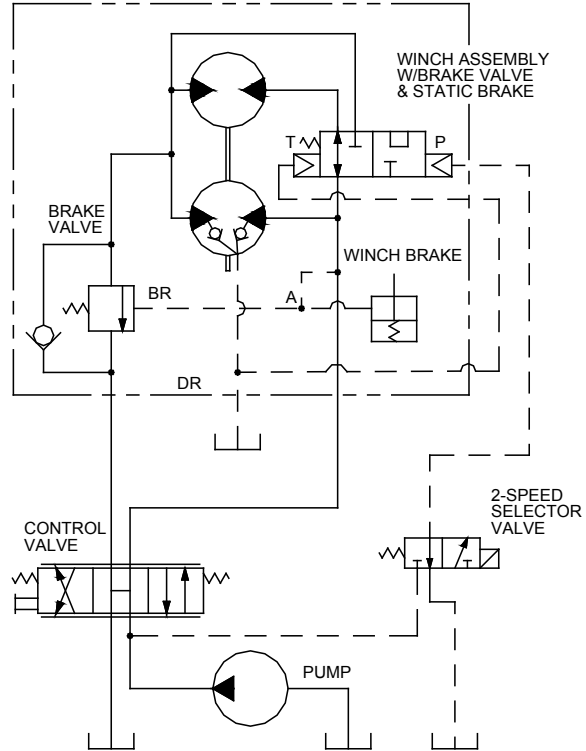 WINCH ASSEMBLY
W/BRAKE VALVE
& STATIC BRAKE
T
P
BRAKE
VALVE
WINCH BRAKE
BR
A
DR
2-SPEED
SELECTOR
VALVE
CONTROL
VALVE
PUMP